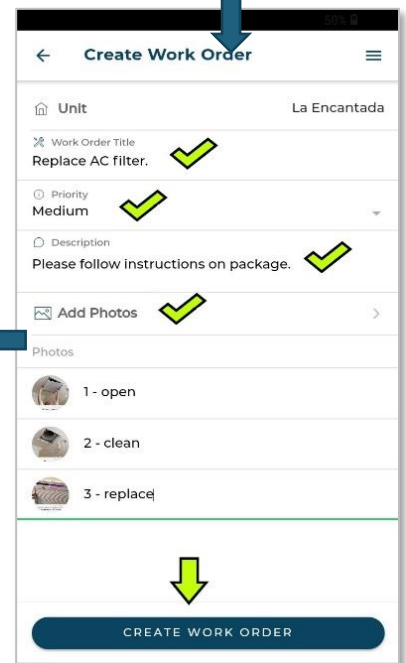 50%
Create Work Order
Unit La Encantada
Work Order Title
Replace AC filter.
Priority
Medium
Description
Please follow instructions on package.
Add Photos
Photos
1 - open
2 - clean
3 - replace
CREATE WORK ORDER